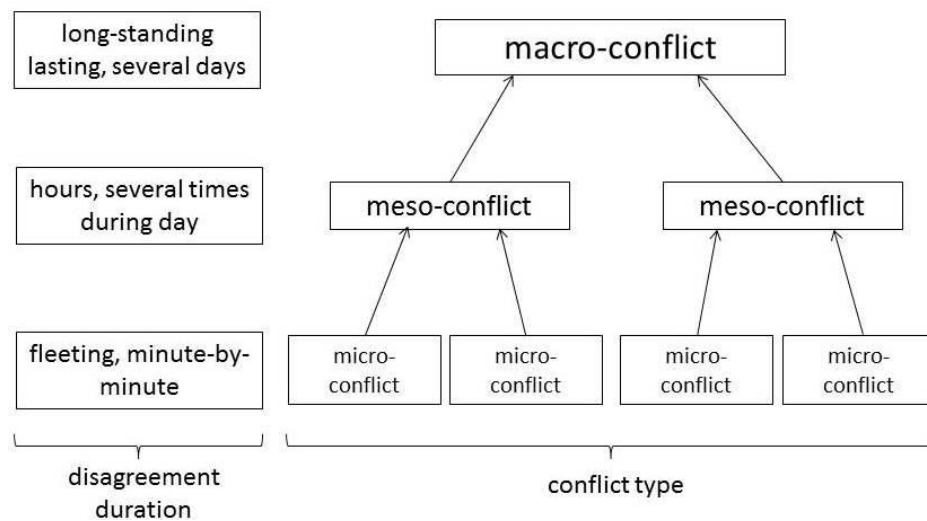 long-standing
lasting, several days
macro-conflict
hours, several times
during day
meso-conflict
meso-conflict
fleeting, minute-by-
minute
micro-
conflict
micro-
conflict
micro-
conflict
micro-
conflict
disagreement
duration
conflict type